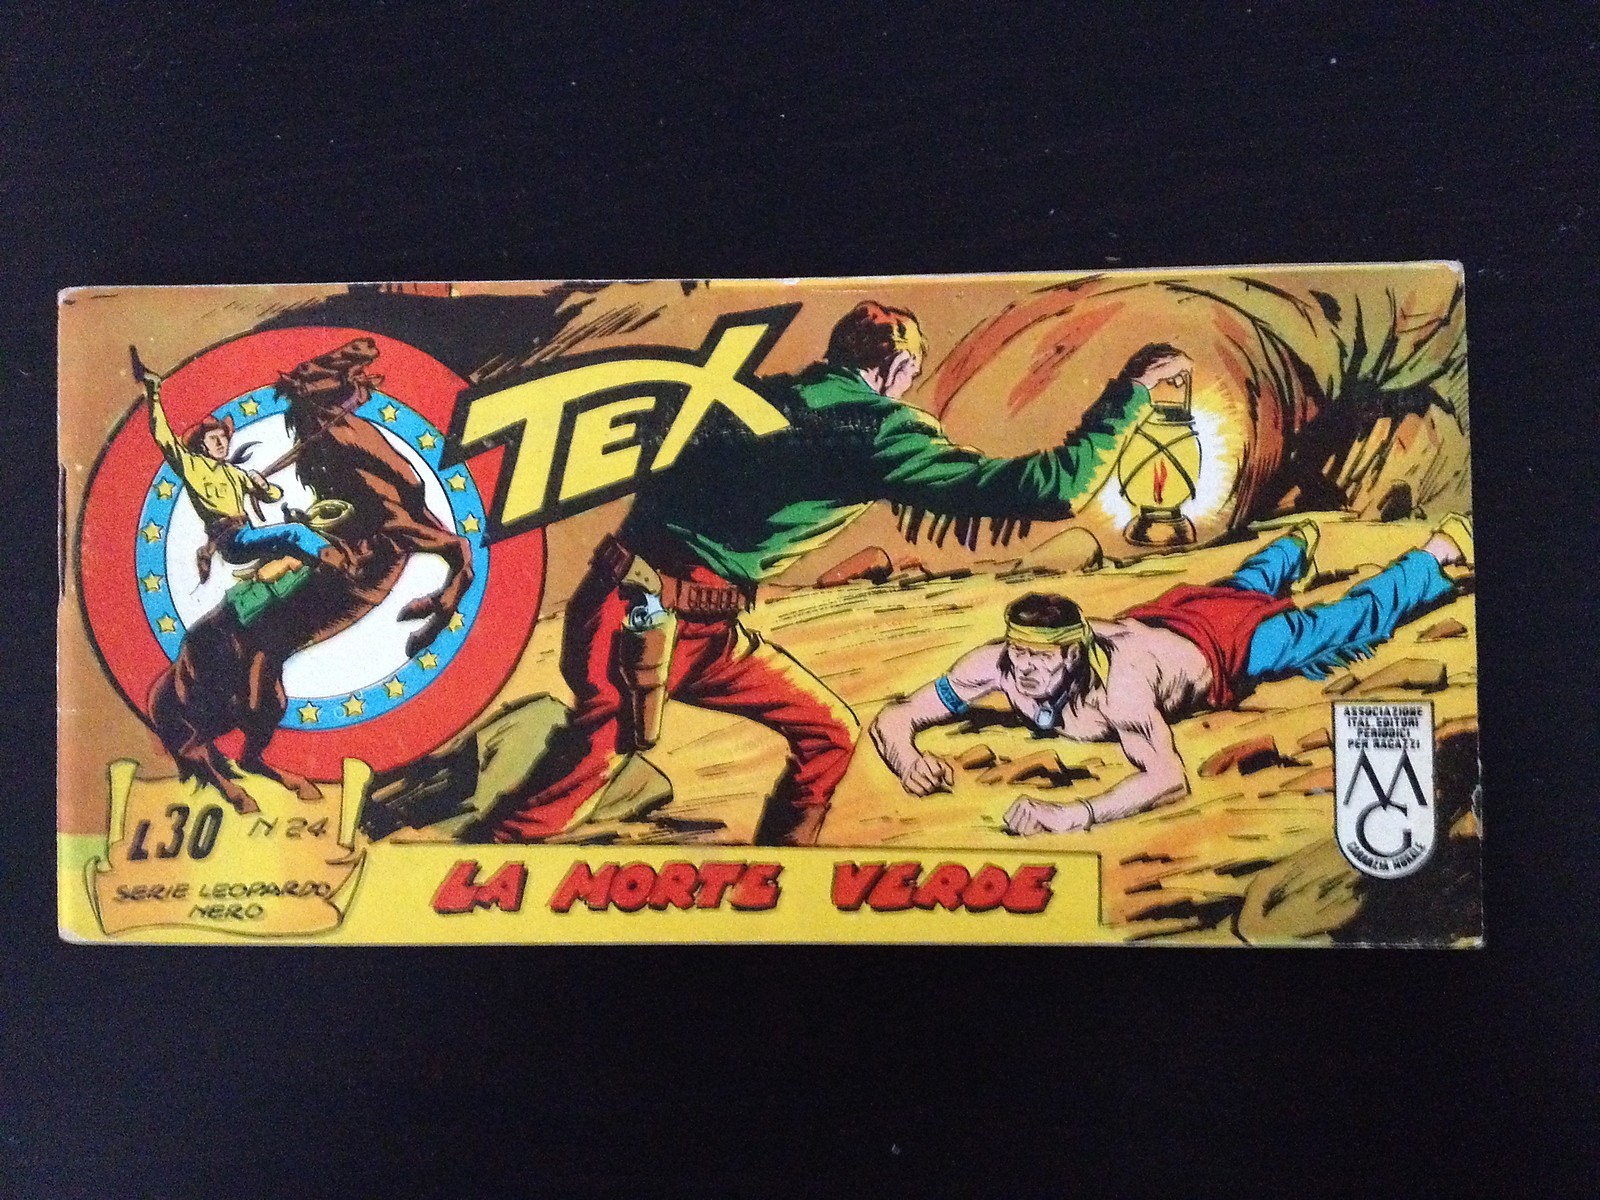 TEX
L.30 N 24
SERIE LEOPARDO
NERO
LA MORTE VERDE
ASSOCIAZIONE
ITAL. EDITORI
PERIODICI
PER RAGAZZI
MG
GARANZIA MORALE